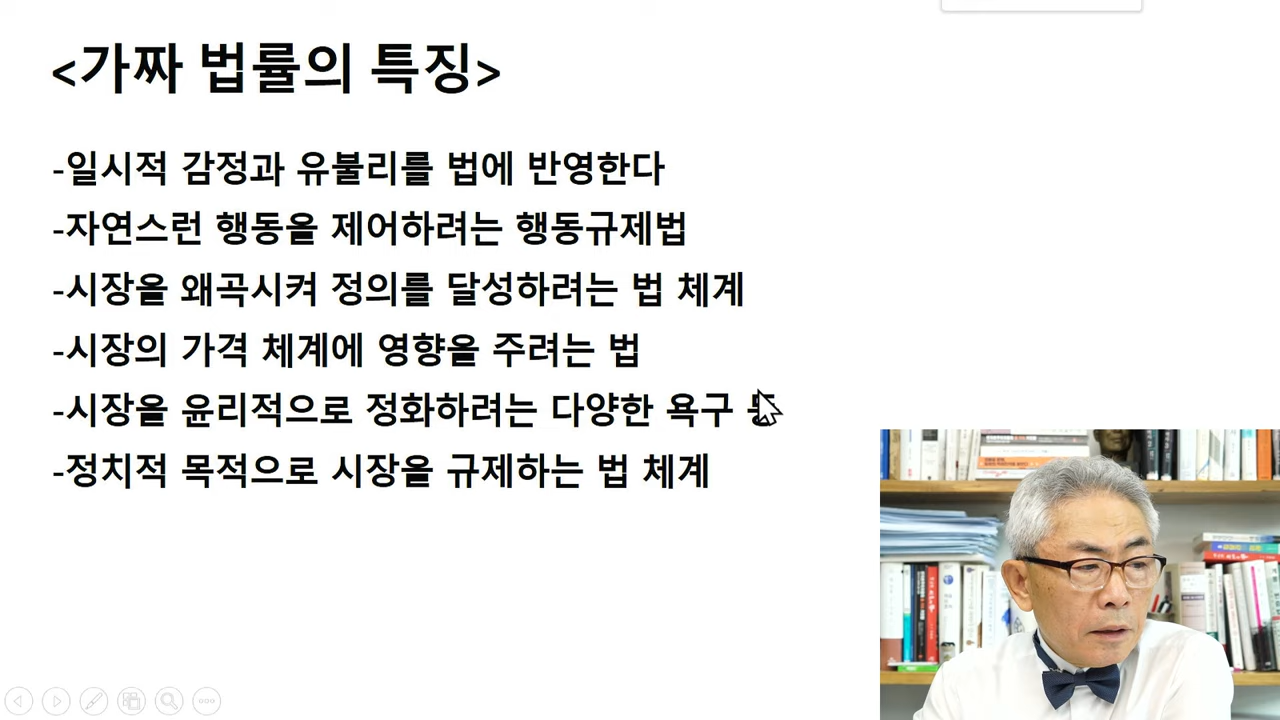 <가짜 법률의 특징>
-일시적 감정과 유불리를 법에 반영한다
-자연스런 행동을 제어하려는 행동규제법
-시장을 왜곡시켜 정의를 달성하려는 법 체계
-시장의 가격 체계에 영향을 주려는 법
-시장을 윤리적으로 정화하려는 다양한 욕구
-정치적 목적으로 시장을 규제하는 법 체계